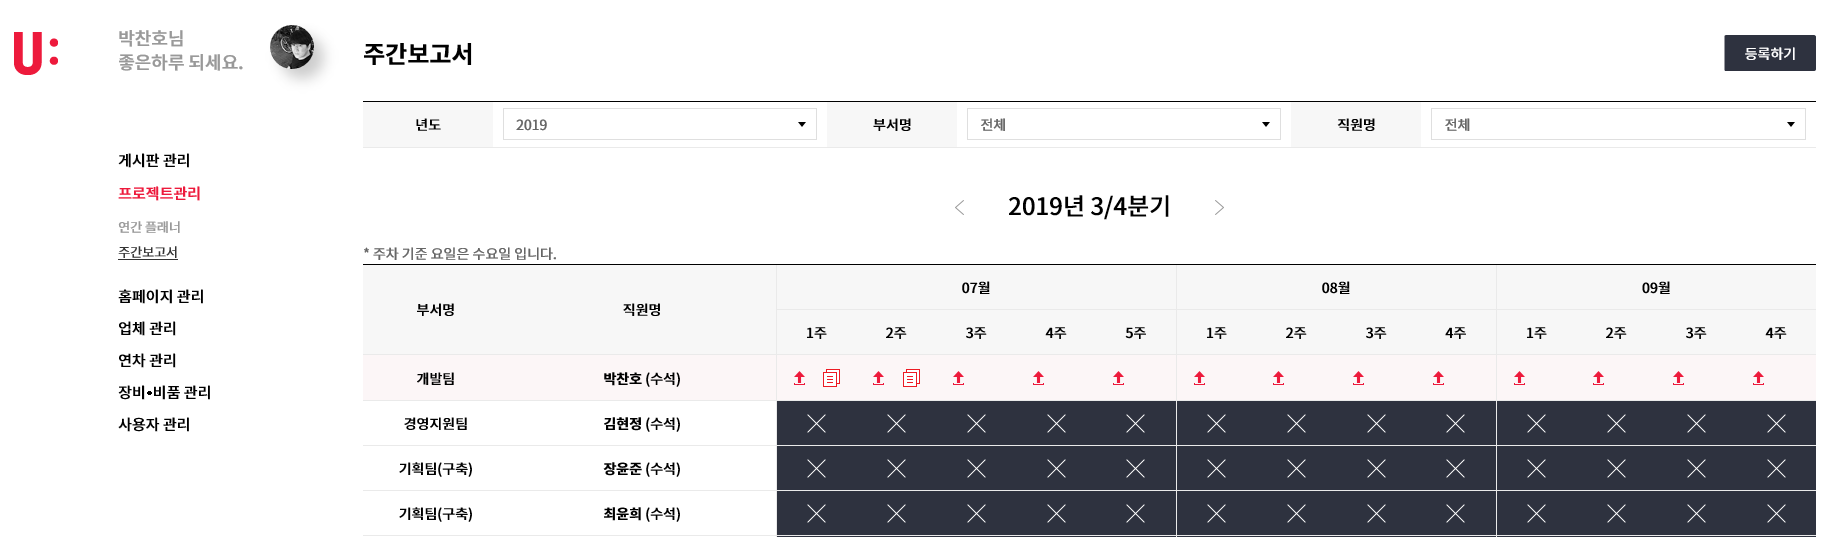 U:
박찬호님
좋은하루 되세요.
게시판 관리
프로젝트관리
연간 플래너
주간보고서
홈페이지 관리
업체 관리
연차 관리
장비•비품 관리
사용자 관리
주간보고서
등록하기
년도 2019 부서명 전체 직원명 전체
2019년 3/4분기
* 주차 기준 요일은 수요일 입니다.
부서명 직원명 07월 08월 09월
1주 2주 3주 4주 5주 1주 2주 3주 4주 1주 2주 3주 4주
개발팀 박찬호 (수석)
경영지원팀 김현정 (수석)
기획팀(구축) 장윤준 (수석)
기획팀(구축) 최윤희 (수석)